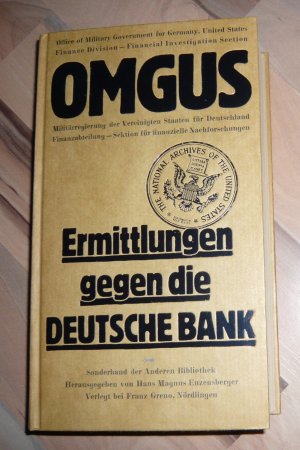 Office of Military Government for Germany, United States
Finance Division – Financial Investigation Section
OMGUS
Militärregierung der Vereinigten Staaten für Deutschland
Finanzabteilung – Sektion für finanzielle Nachforschungen
THE NATIONAL ARCHIVES OF THE UNITED STATES
Ermittlungen
gegen die
DEUTSCHE BANK
Sonderband der Anderen Bibliothek
Herausgegeben von Hans Magnus Enzensberger
Verlegt bei Franz Greno, Nördlingen